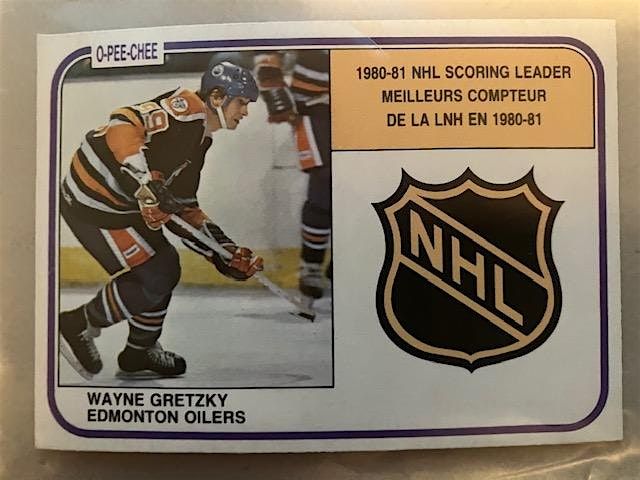 O-PEE-CHEE
1980-81 NHL SCORING LEADER
MEILLEURS COMPTEUR
DE LA LNH EN 1980-81
99
NHL
WAYNE GRETZKY
EDMONTON OILERS